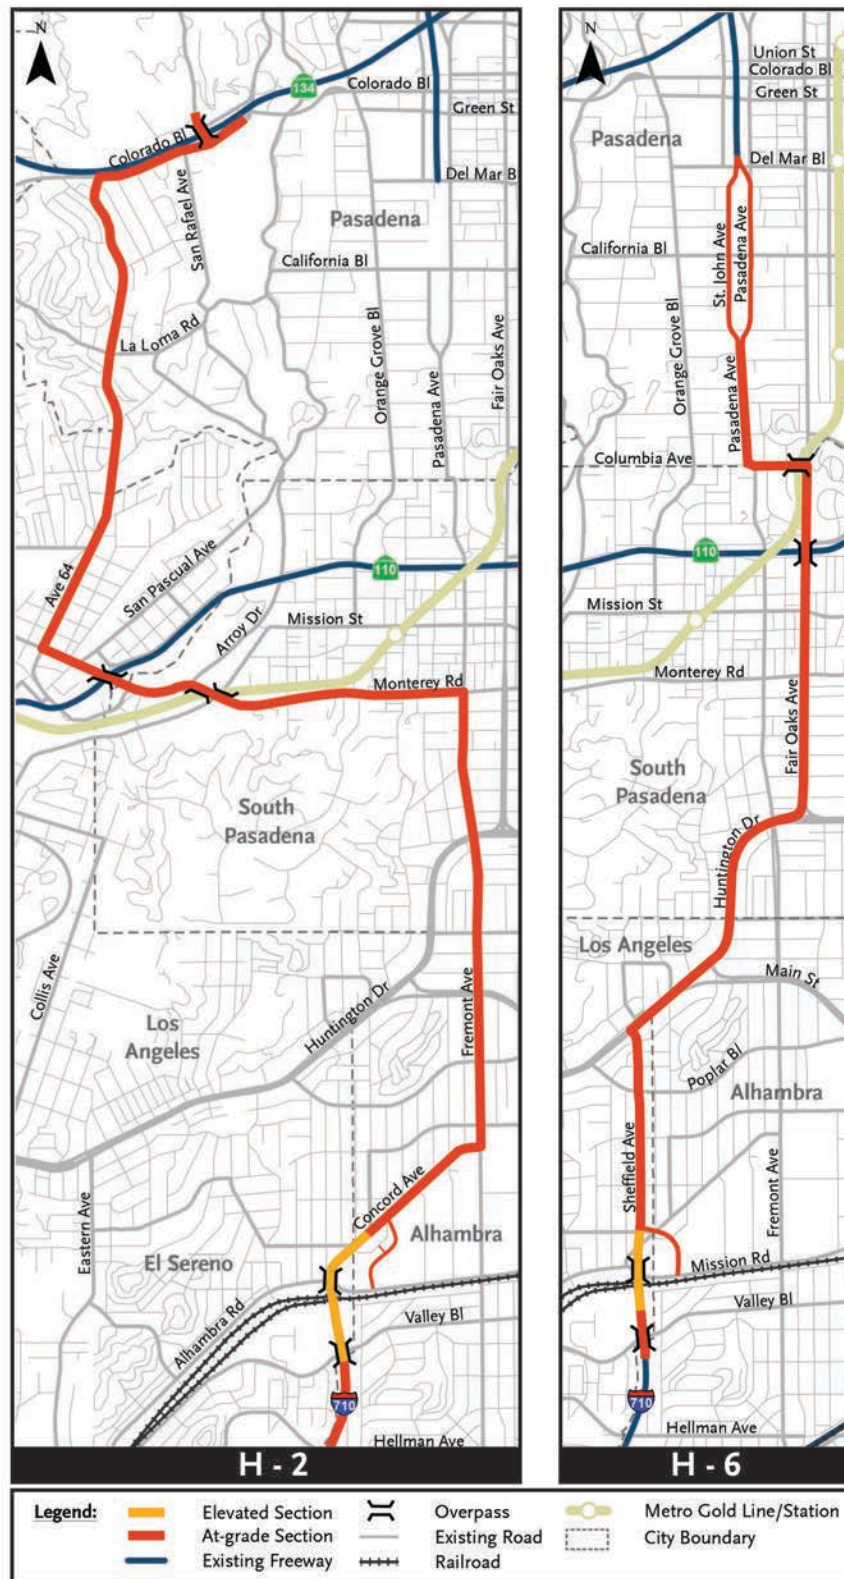 N
134
Colorado Bl
Green St
Colorado Bl
Del Mar B
San Rafael Ave
Pasadena
California Bl
La Loma Rd
Orange Grove Bl
Fair Oaks Ave
Pasadena Ave
Ave 64
San Pascual Ave
110
Arroy Dr
Mission St
Monterey Rd
South
Pasadena
Collis Ave
Los
Angeles
Huntington Dr
Fremont Ave
Eastern Ave
Concord Ave
Alhambra
El Sereno
Alhambra Rd
Valley Bl
710
Hellman Ave
H - 2
N
Union St
Colorado Bl
Green St
Pasadena
Del Mar Bl
St. John Ave
Pasadena Ave
California Bl
Orange Grove Bl
Pasadena Ave
Columbia Ave
110
Mission St
Monterey Rd
Fair Oaks Ave
South
Pasadena
Huntington Dr
Los Angeles
Main St
Poplar Bl
Alhambra
Sheffield Ave
Fremont Ave
Mission Rd
Valley Bl
710
Hellman Ave
H - 6
Legend:
Elevated Section
At-grade Section
Existing Freeway
Overpass
Existing Road
Railroad
Metro Gold Line/Station
City Boundary